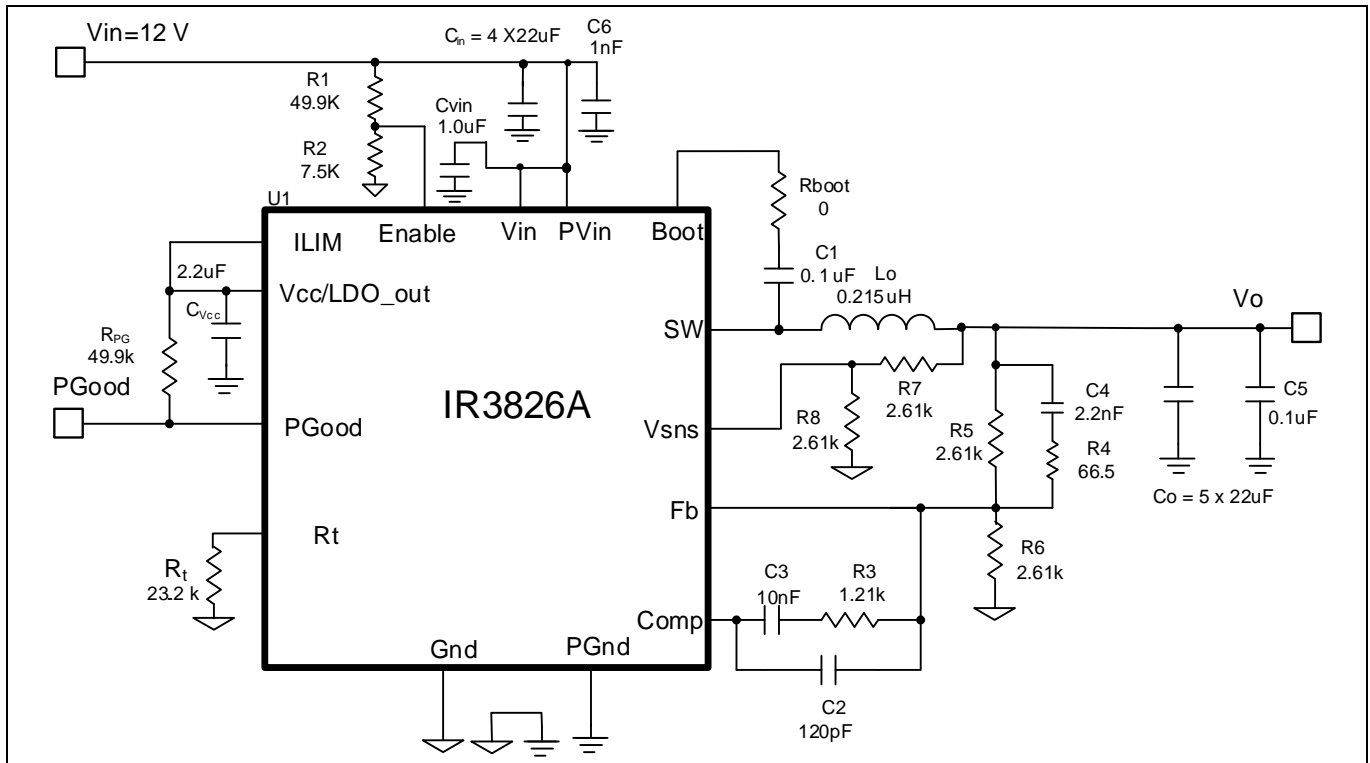 Vin=12 V
Cin = 4 X22uF
C6
1nF
R1
49.9K
Cvin
1.0uF
R2
7.5K
Rboot
0
U1
ILIM
Enable
Vin
PVin
Boot
2.2uF
Vcc/LDO_out
CVcc
C1
0.1uF
Lo
0.215uH
Vo
SW
RPG
49.9k
PGood
PGood
IR3826A
R7
2.61k
R8
2.61k
Vsns
R5
2.61k
C4
2.2nF
R4
66.5
C5
0.1uF
Co = 5 x 22uF
Fb
Rt
Rt
23.2 k
R6
2.61k
C3
10nF
R3
1.21k
Comp
Gnd
PGnd
C2
120pF